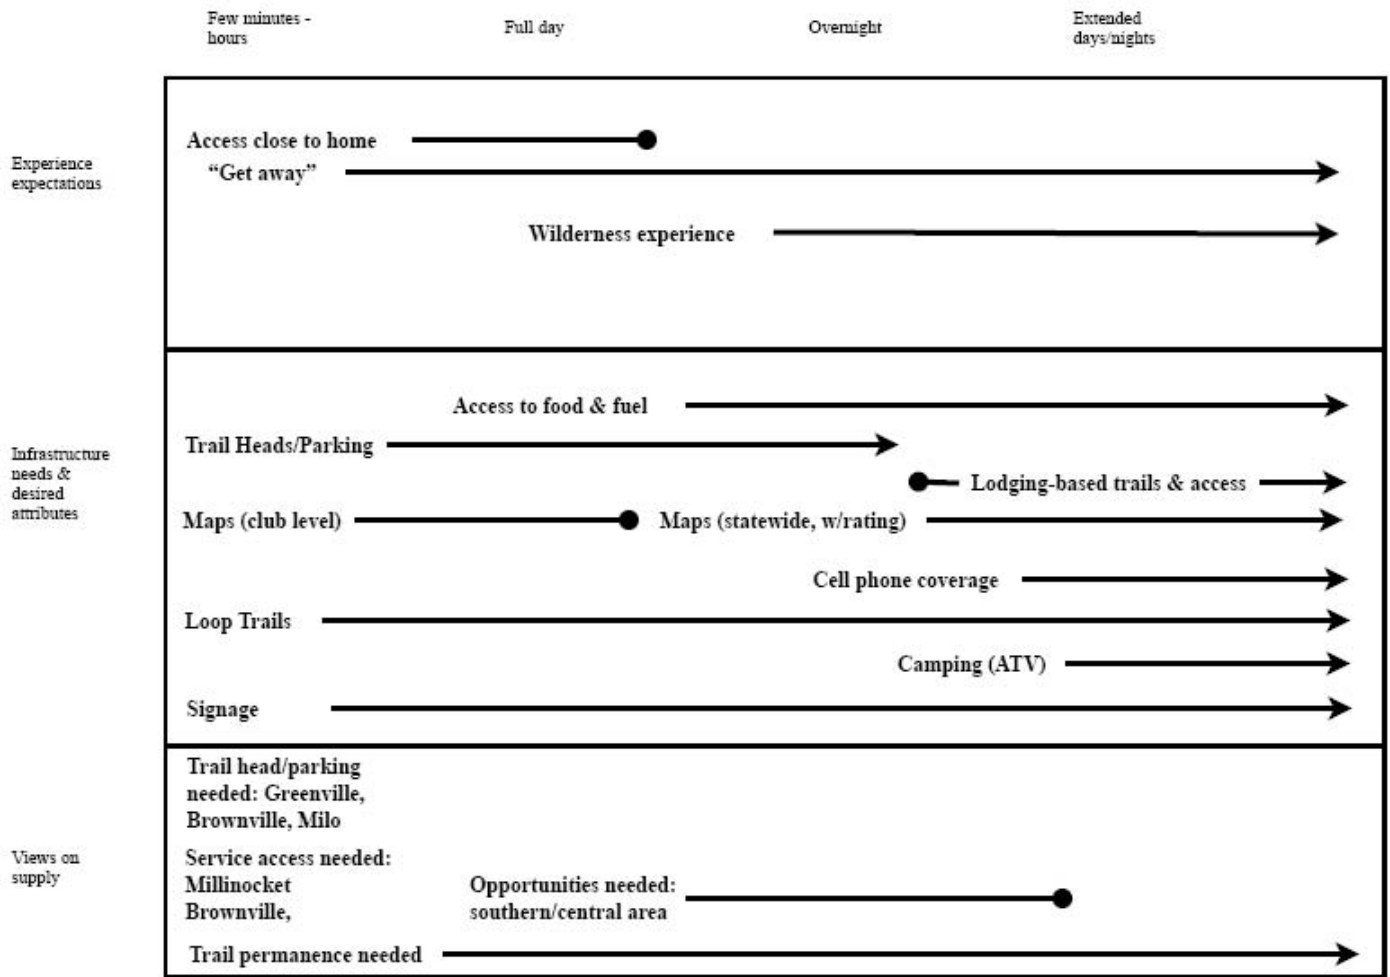 Few minutes -
hours
Full day
Overnight
Extended
days/nights
Experience
expectations
Access close to home
“Get away”
Wilderness experience
Infrastructure
needs &
desired
attributes
Access to food & fuel
Trail Heads/Parking
Lodging-based trails & access
Maps (club level)
Maps (statewide, w/rating)
Cell phone coverage
Loop Trails
Camping (ATV)
Signage
Views on
supply
Trail head/parking
needed: Greenville,
Brownville, Milo
Service access needed:
Millinocket
Brownville,
Opportunities needed:
southern/central area
Trail permanence needed